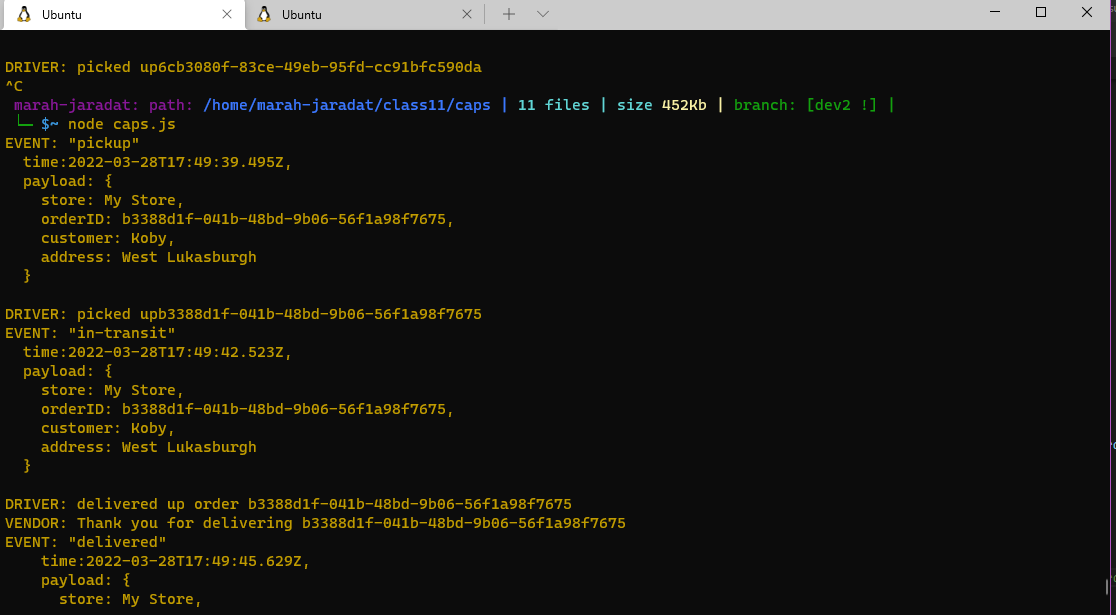 Ubuntu
Ubuntu
DRIVER: picked up6cb3080f-83ce-49eb-95fd-cc91bfc590da
^C
marah-jaradat: path: /home/marah-jaradat/class11/caps | 11 files | size 452Kb | branch: [dev2 !] |
└─ $~ node caps.js
EVENT: "pickup"
time:2022-03-28T17:49:39.495Z,
payload: {
store: My Store,
orderID: b3388d1f-041b-48bd-9b06-56f1a98f7675,
customer: Koby,
address: West Lukasburgh
}
DRIVER: picked upb3388d1f-041b-48bd-9b06-56f1a98f7675
EVENT: "in-transit"
time:2022-03-28T17:49:42.523Z,
payload: {
store: My Store,
orderID: b3388d1f-041b-48bd-9b06-56f1a98f7675,
customer: Koby,
address: West Lukasburgh
}
DRIVER: delivered up order b3388d1f-041b-48bd-9b06-56f1a98f7675
VENDOR: Thank you for delivering b3388d1f-041b-48bd-9b06-56f1a98f7675
EVENT: "delivered"
time:2022-03-28T17:49:45.629Z,
payload: {
store: My Store,